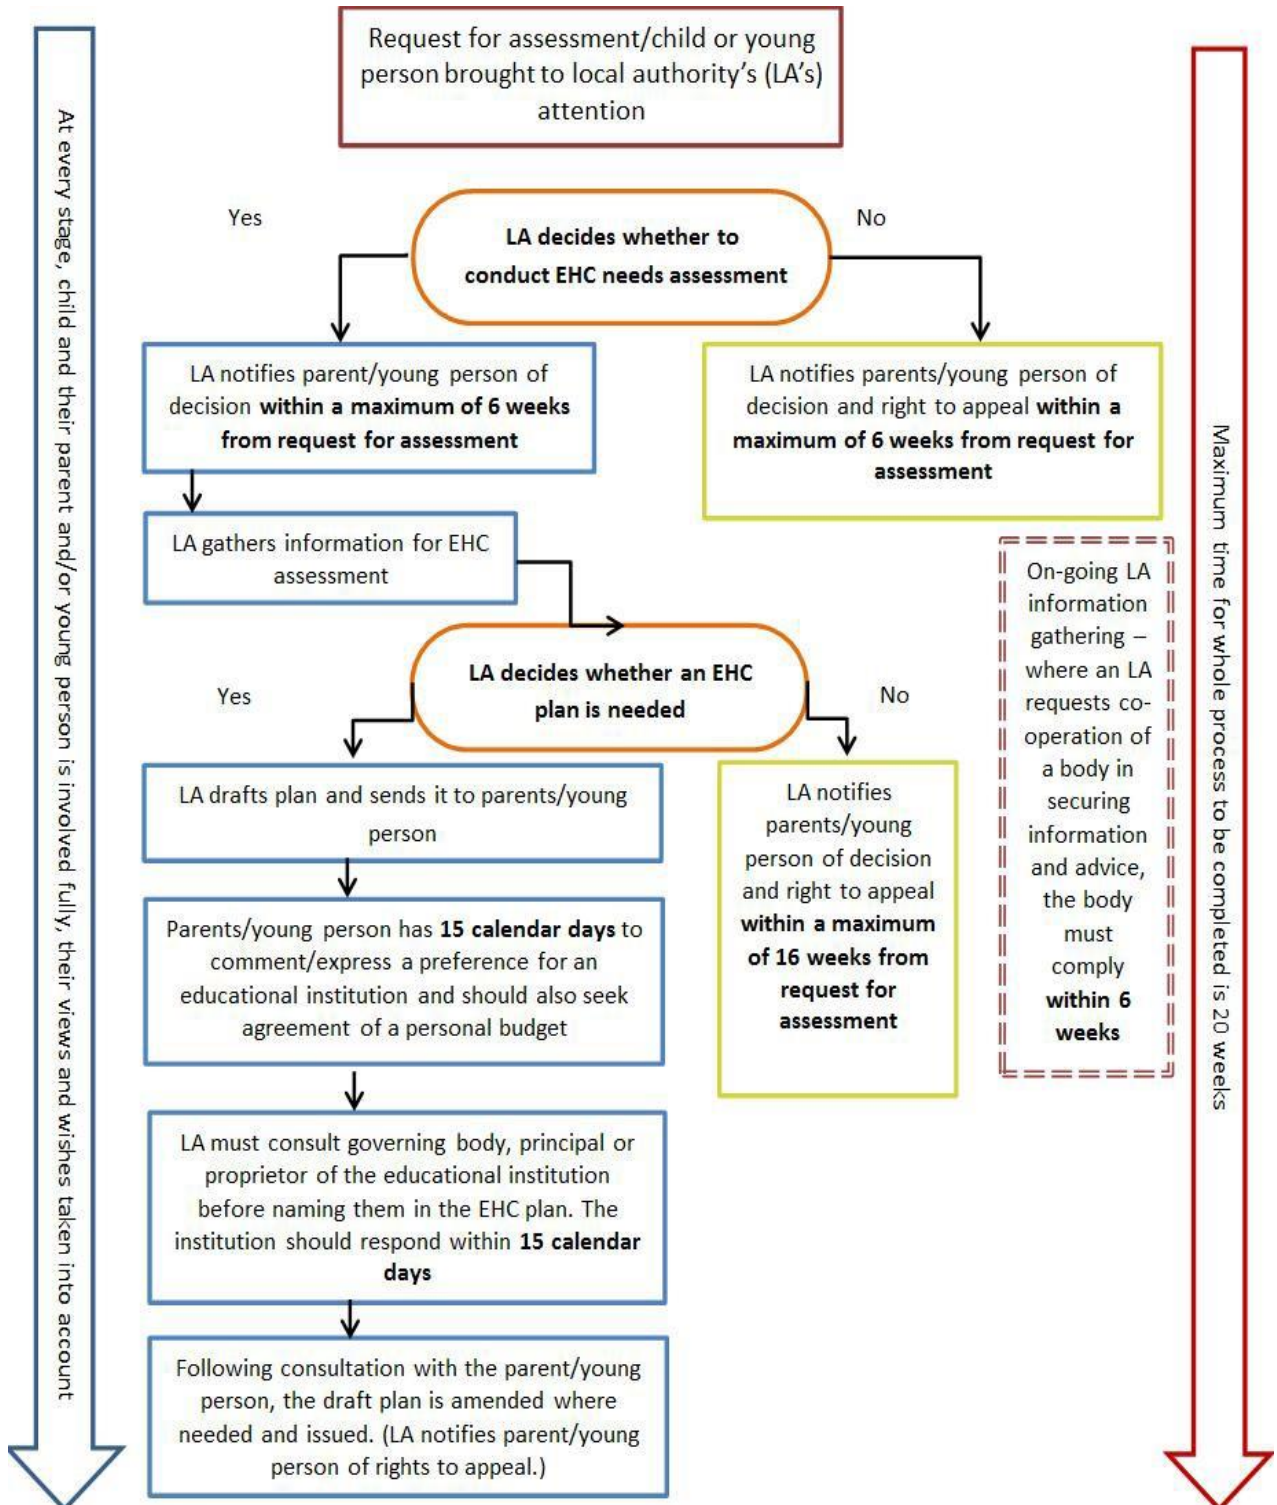 Request for assessment/child or young
person brought to local authority's (LA's)
attention
Yes
No
LA decides whether to
conduct EHC needs assessment
LA notifies parent/young person of
decision within a maximum of 6 weeks
from request for assessment
LA notifies parents/young person of
decision and right to appeal within a
maximum of 6 weeks from request for
assessment
LA gathers information for EHC
assessment
On-going LA
information
gathering –
where an LA
requests co-
operation of
a body in
securing
information
and advice,
the body
must
comply
within 6
weeks
LA decides whether an EHC
plan is needed
Yes
No
LA drafts plan and sends it to parents/young
person
LA notifies
parents/young
person of decision
and right to appeal
within a maximum
of 16 weeks from
request for
assessment
Parents/young person has 15 calendar days to
comment/express a preference for an
educational institution and should also seek
agreement of a personal budget
LA must consult governing body, principal or
proprietor of the educational institution
before naming them in the EHC plan. The
institution should respond within 15 calendar
days
Following consultation with the parent/young
person, the draft plan is amended where
needed and issued. (LA notifies parent/young
person of rights to appeal.)
At every stage, child and their parent and/or young person is involved fully, their views and wishes taken into account
Maximum time for whole process to be completed is 20 weeks